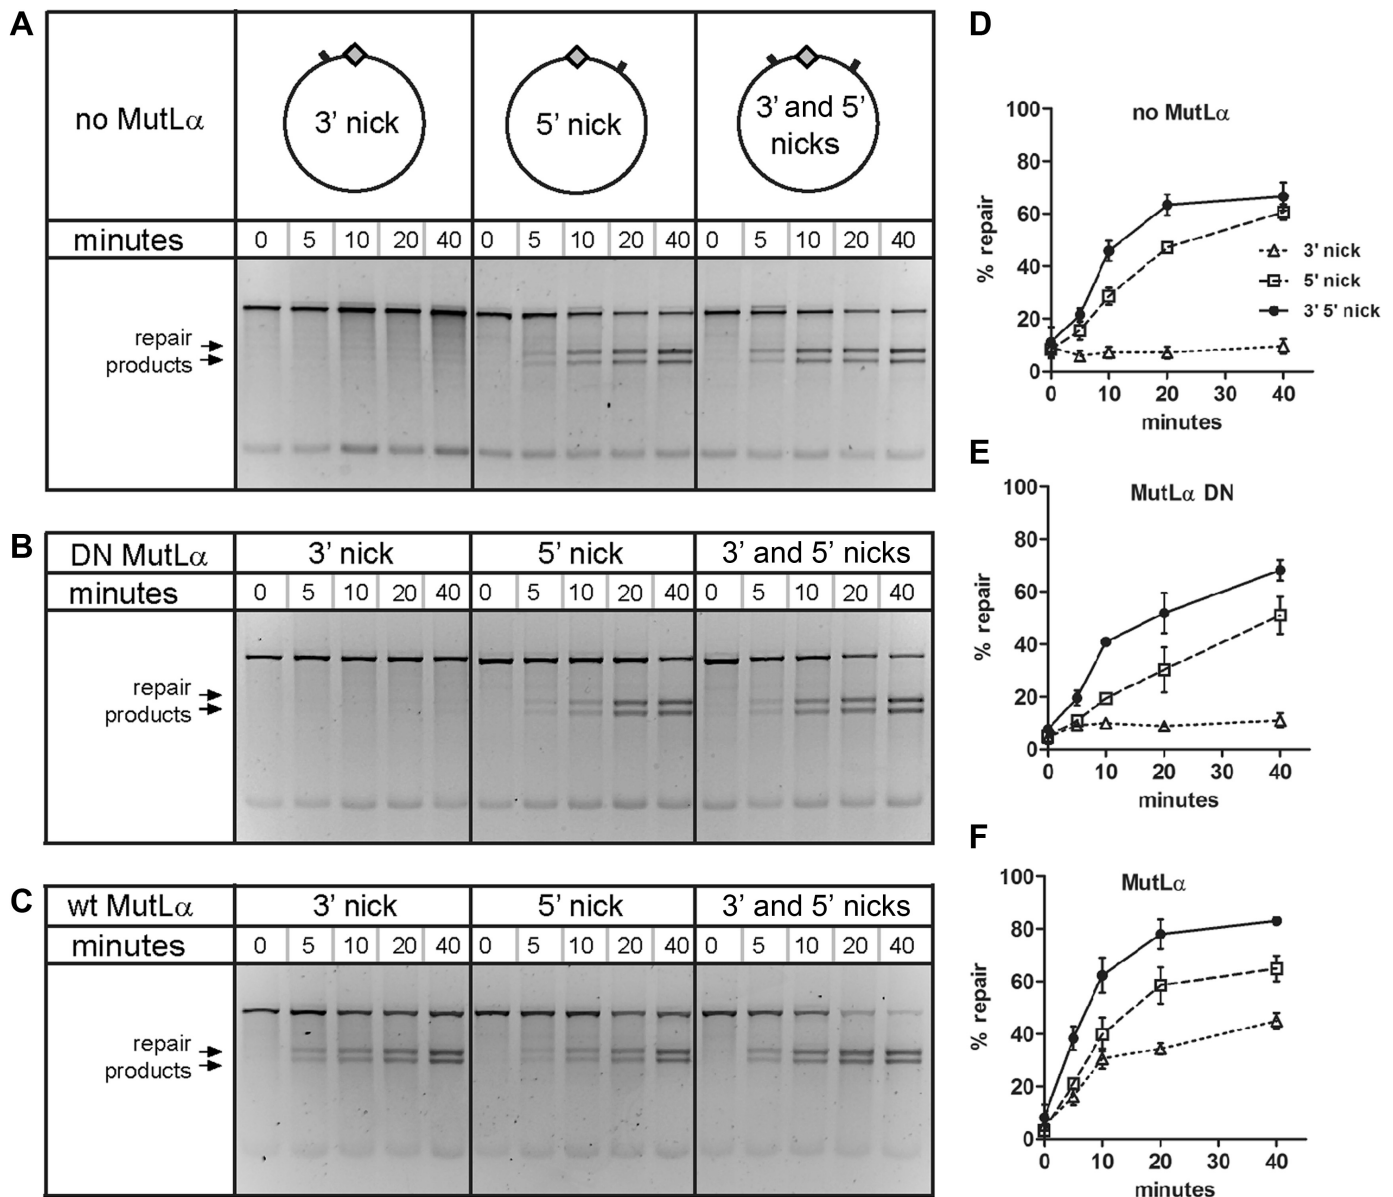 A
no MutLα
3’ nick
5’ nick
3’ and 5’
nicks
minutes
0 5 10 20 40 0 5 10 20 40 0 5 10 20 40
repair
products
B
DN MutLα 3’ nick 5’ nick 3’ and 5’ nicks
minutes 0 5 10 20 40 0 5 10 20 40 0 5 10 20 40
repair
products
C
wt MutLα 3’ nick 5’ nick 3’ and 5’ nicks
minutes 0 5 10 20 40 0 5 10 20 40 0 5 10 20 40
repair
products
D
no MutLα
% repair
100
80
60
40
20
0
0 10 20 30 40
minutes
3' nick
5' nick
3' 5' nick
E
MutLα DN
% repair
100
80
60
40
20
0
0 10 20 30 40
minutes
F
MutLα
% repair
100
80
60
40
20
0
0 10 20 30 40
minutes